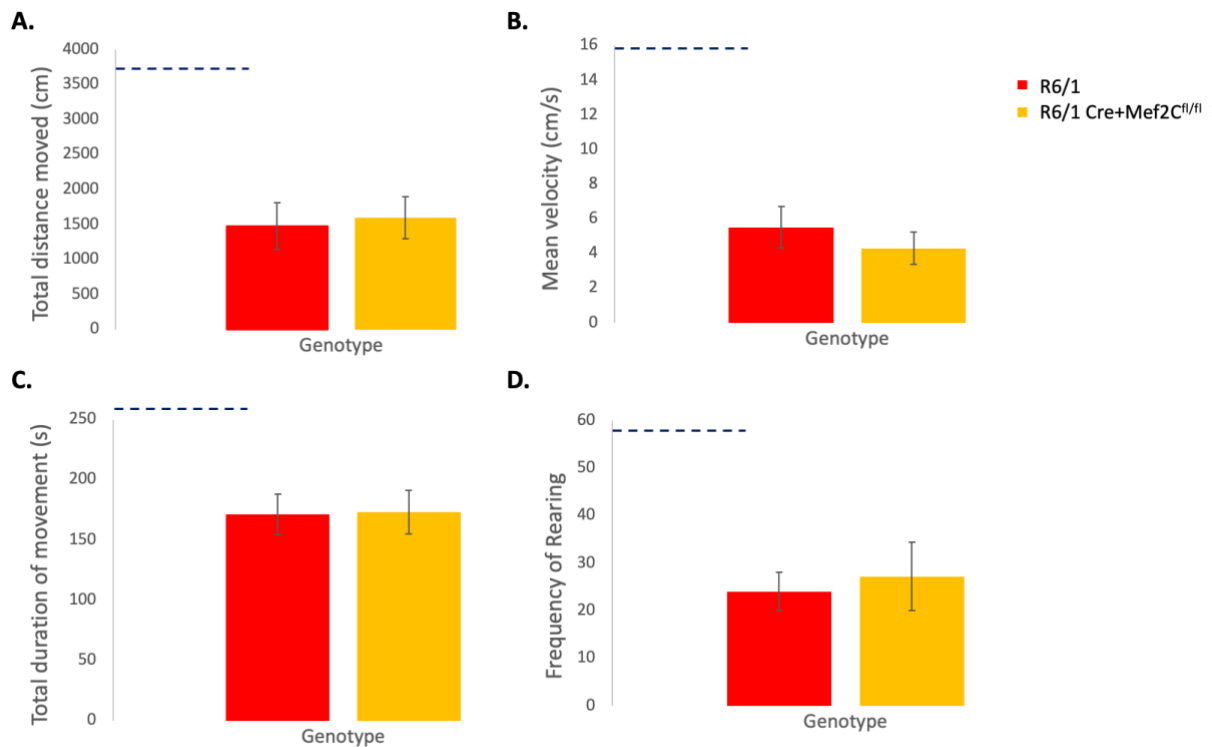 A.
Total distance moved (cm)
4000
3500
3000
2500
2000
1500
1000
500
0
Genotype
B.
Mean velocity (cm/s)
16
14
12
10
8
6
4
2
0
Genotype
R6/1
R6/1 Cre+Mef2C^fl/fl
C.
Total duration of movement (s)
250
200
150
100
50
0
Genotype
D.
Frequency of Rearing
60
50
40
30
20
10
0
Genotype